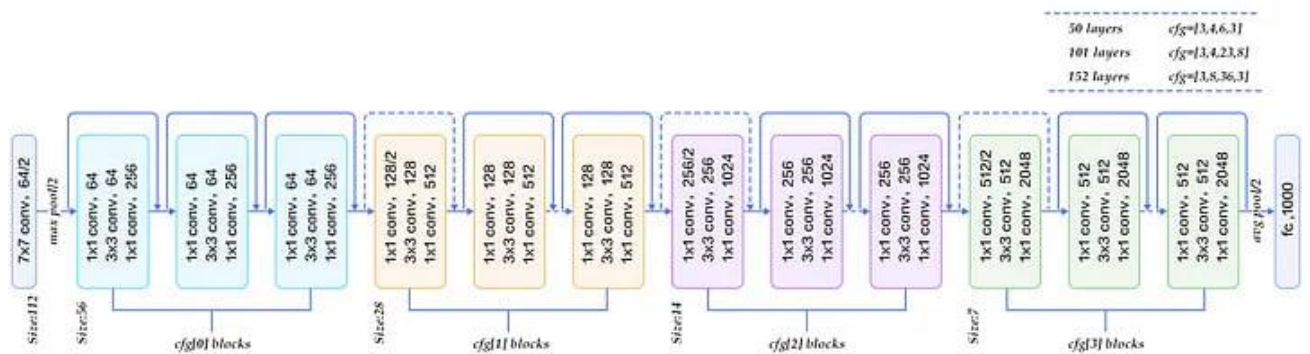 50 layers cfg=[3,4,6,3]
101 layers cfg=[3,4,23,8]
152 layers cfg=[3,8,36,3]
7x7 conv, 64/2
max pool/2
1x1 conv, 64
3x3 conv, 64
1x1 conv, 256
1x1 conv, 64
3x3 conv, 64
1x1 conv, 256
1x1 conv, 64
3x3 conv, 64
1x1 conv, 256
1x1 conv, 128/2
3x3 conv, 128
1x1 conv, 512
1x1 conv, 128
3x3 conv, 128
1x1 conv, 512
1x1 conv, 128
3x3 conv, 128
1x1 conv, 512
1x1 conv, 256/2
3x3 conv, 256
1x1 conv, 1024
1x1 conv, 256
3x3 conv, 256
1x1 conv, 1024
1x1 conv, 256
3x3 conv, 256
1x1 conv, 1024
1x1 conv, 512/2
3x3 conv, 512
1x1 conv, 2048
1x1 conv, 512
3x3 conv, 512
1x1 conv, 2048
1x1 conv, 512
3x3 conv, 512
1x1 conv, 2048
avg pool/2
fc ,1000
Size:112
Size:56
cfg[0] blocks
Size:28
cfg[1] blocks
Size:14
cfg[2] blocks
Size:7
cfg[3] blocks